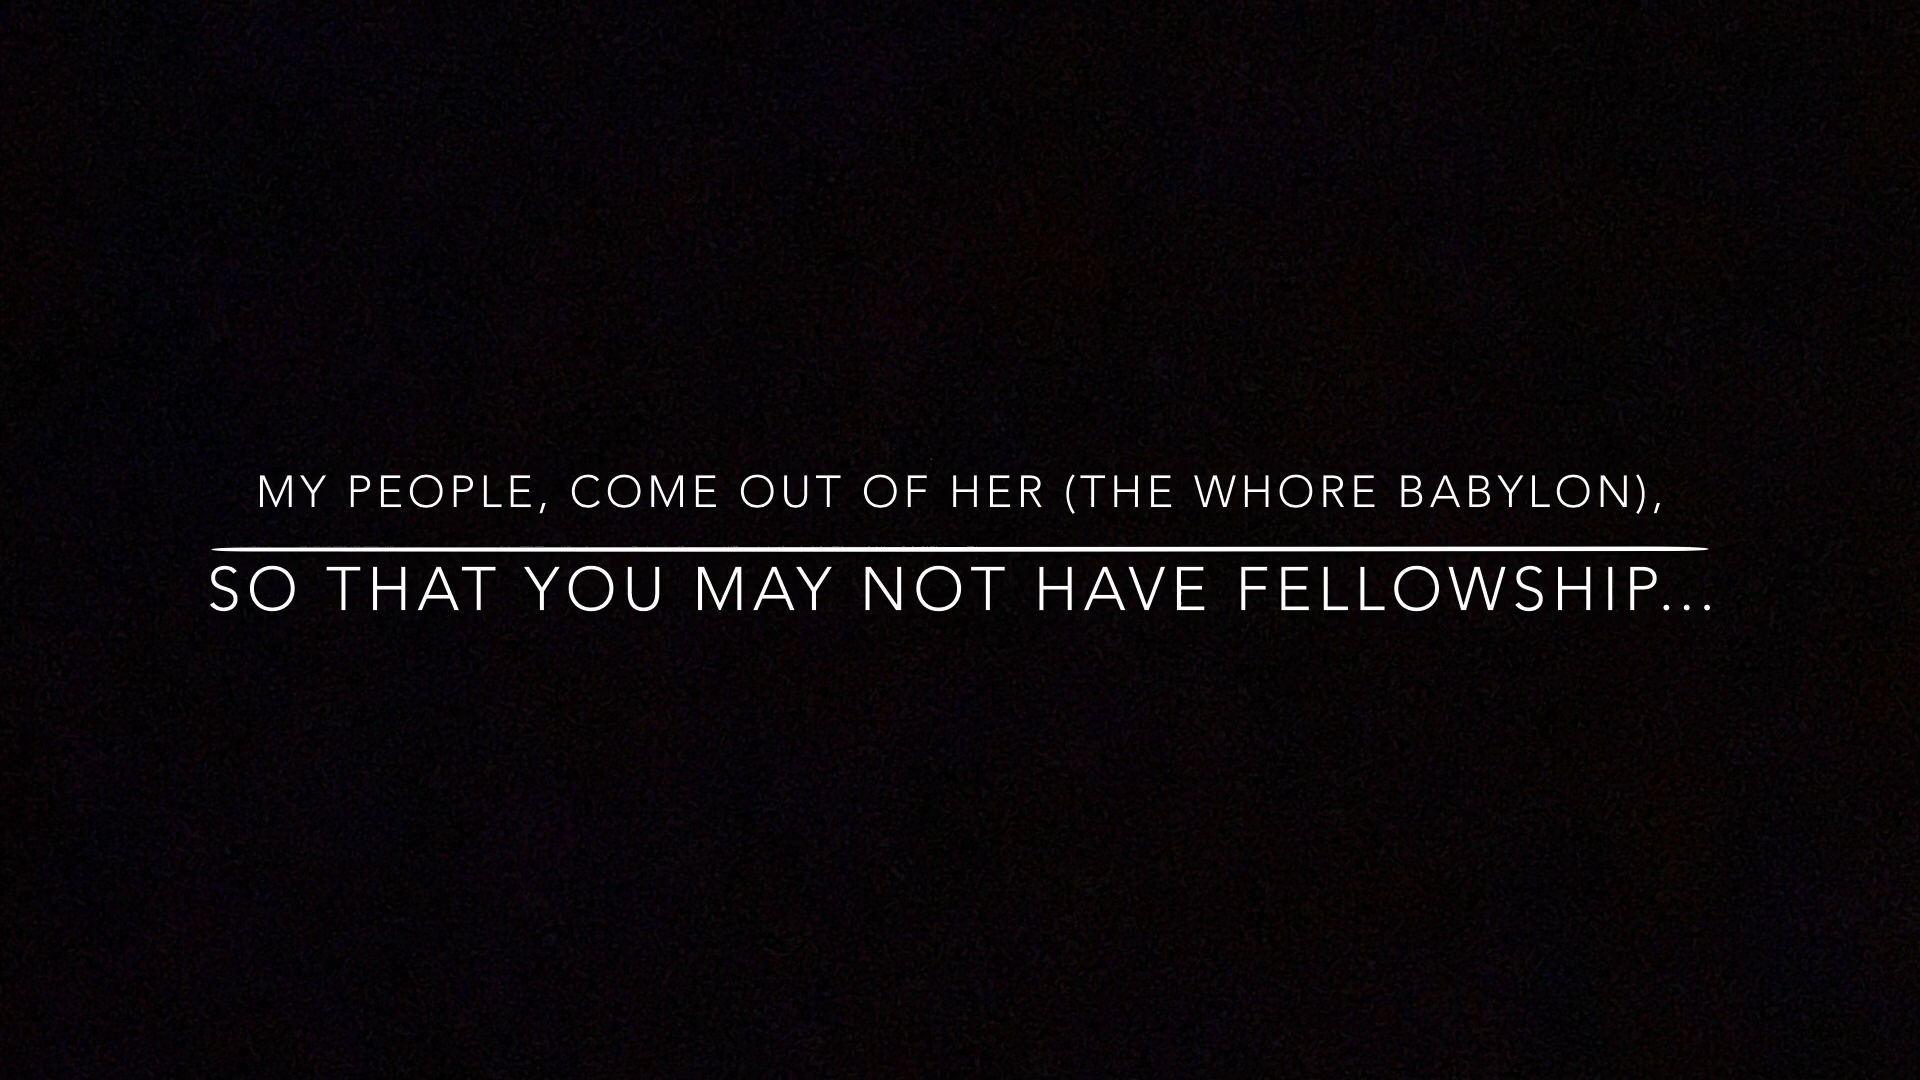 MY PEOPLE, COME OUT OF HER (THE WHORE BABYLON),
SO THAT YOU MAY NOT HAVE FELLOWSHIP...